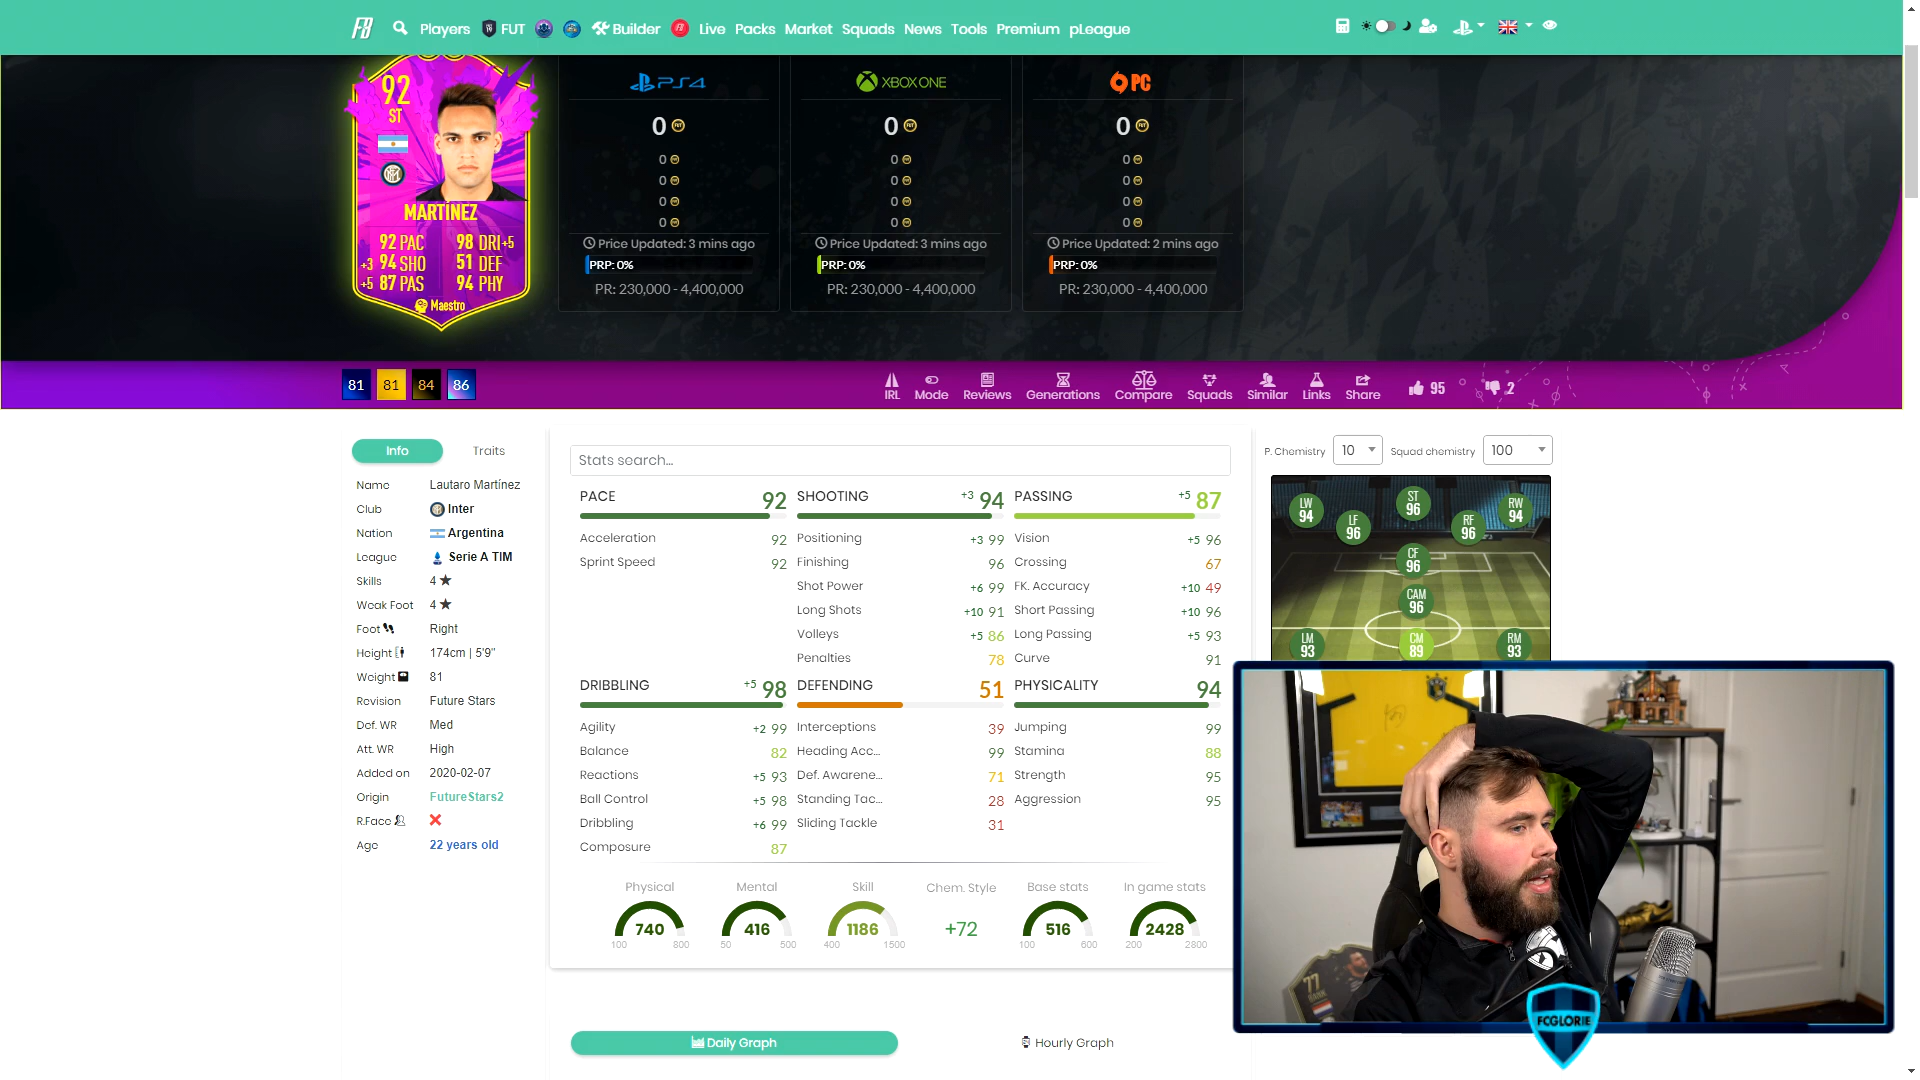 Players FUT Builder Live Packs Market Squads News Tools Premium pLeague
92
ST
MARTÍNEZ
92 PAC 98 DRI +5
+3 94 SHO 51 DEF
+5 87 PAS 94 PHY
Maestro
PS4
0
0
0
0
0
Price Updated: 3 mins ago
PRP: 0%
PR: 230,000 - 4,400,000
XBOX ONE
0
0
0
0
0
Price Updated: 3 mins ago
PRP: 0%
PR: 230,000 - 4,400,000
PC
0
0
0
0
0
Price Updated: 2 mins ago
PRP: 0%
PR: 230,000 - 4,400,000
81 81 84 86
IRL Mode Reviews Generations Compare Squads Similar Links Share 95 2
Info Traits
Name Lautaro Martínez
Club Inter
Nation Argentina
League Serie A TIM
Skills 4
Weak Foot 4
Foot Right
Height 174cm | 5'9"
Weight 81
Revision Future Stars
Def. WR Med
Att. WR High
Added on 2020-02-07
Origin FutureStars2
R.Face
Age 22 years old
Stats search...
PACE 92
Acceleration 92
Sprint Speed 92
SHOOTING +3 94
Positioning +3 99
Finishing 96
Shot Power +6 99
Long Shots +10 91
Volleys +5 86
Penalties 78
PASSING +5 87
Vision +5 96
Crossing 67
FK. Accuracy +10 49
Short Passing +10 96
Long Passing +5 93
Curve 91
DRIBBLING +5 98
Agility +2 99
Balance 82
Reactions +5 93
Ball Control +5 98
Dribbling +6 99
Composure 87
DEFENDING 51
Interceptions 39
Heading Acc... 99
Def. Awarene... 71
Standing Tac... 28
Sliding Tackle 31
PHYSICALITY 94
Jumping 99
Stamina 88
Strength 95
Aggression 95
Physical
740
100 800
Mental
416
50 500
Skill
1186
400 1500
Chem. Style
+72
Base stats
516
100 600
In game stats
2428
200 2800
Daily Graph Hourly Graph
P. Chemistry 10 Squad chemistry 100
LW
94
LF
96
ST
96
RF
96
RW
94
CF
96
CAM
96
LM
93
CM
89
RM
93
77
FCGLORIE